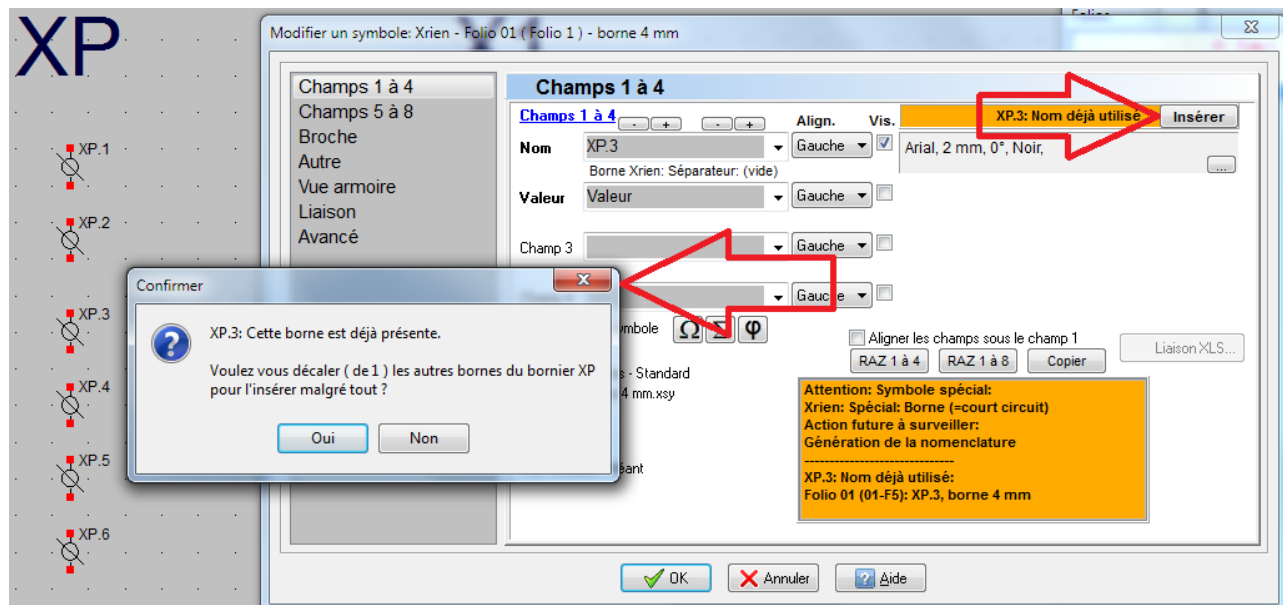 XP
XP.1
XP.2
XP.3
XP.4
XP.5
XP.6
Modifier un symbole: Xrien - Folio 01 ( Folio 1 ) - borne 4 mm
Champs 1 à 4
Champs 5 à 8
Broche
Autre
Vue armoire
Liaison
Avancé
Champs 1 à 4
Champs 1 à 4 - + - + Align. Vis. XP.3: Nom déjà utilisé Insérer
Nom XP.3 Gauche Arial, 2 mm, 0°, Noir,
...
Borne Xrien: Séparateur: (vide)
Valeur Valeur Gauche
Champ 3 Gauche
Gauche
Ω Σ φ
Aligner les champs sous le champ 1
RAZ 1 à 4 RAZ 1 à 8 Copier Liaison XLS...
- Standard
4 mm.xsy
Attention: Symbole spécial:
Xrien: Spécial: Borne (=court circuit)
Action future à surveiller:
Génération de la nomenclature
------------------------------
XP.3: Nom déjà utilisé:
Folio 01 (01-F5): XP.3, borne 4 mm
Confirmer
XP.3: Cette borne est déjà présente.
Voulez vous décaler ( de 1 ) les autres bornes du bornier XP
pour l'insérer malgré tout ?
Oui Non
OK Annuler Aide